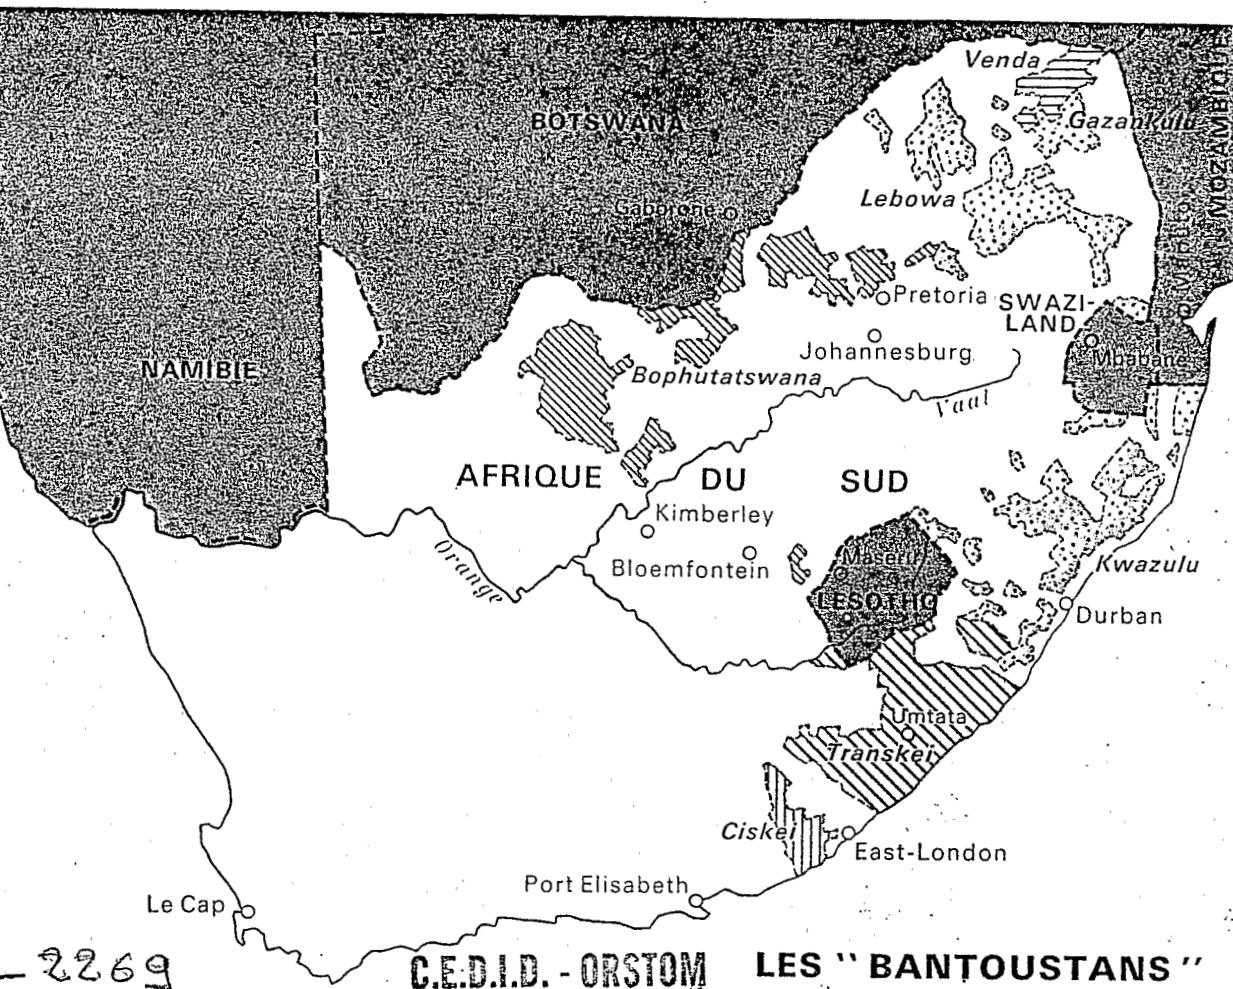 Venda
BOTSWANA
Gazankulu
MOZAMBIQUE
Lebowa
Gaborone
Maputo
Pretoria
SWAZI-
LAND
Johannesburg
Mbabane
NAMIBIE
Bophutatswana
Vaal
AFRIQUE DU SUD
Kimberley
Orange
Bloemfontein
Maseru
Kwazulu
LESOTHO
Durban
Umtata
Transkei
Ciskei
East-London
Port Elisabeth
Le Cap
2269
C.E.D.I.D. - ORSTOM
LES " BANTOUSTANS "